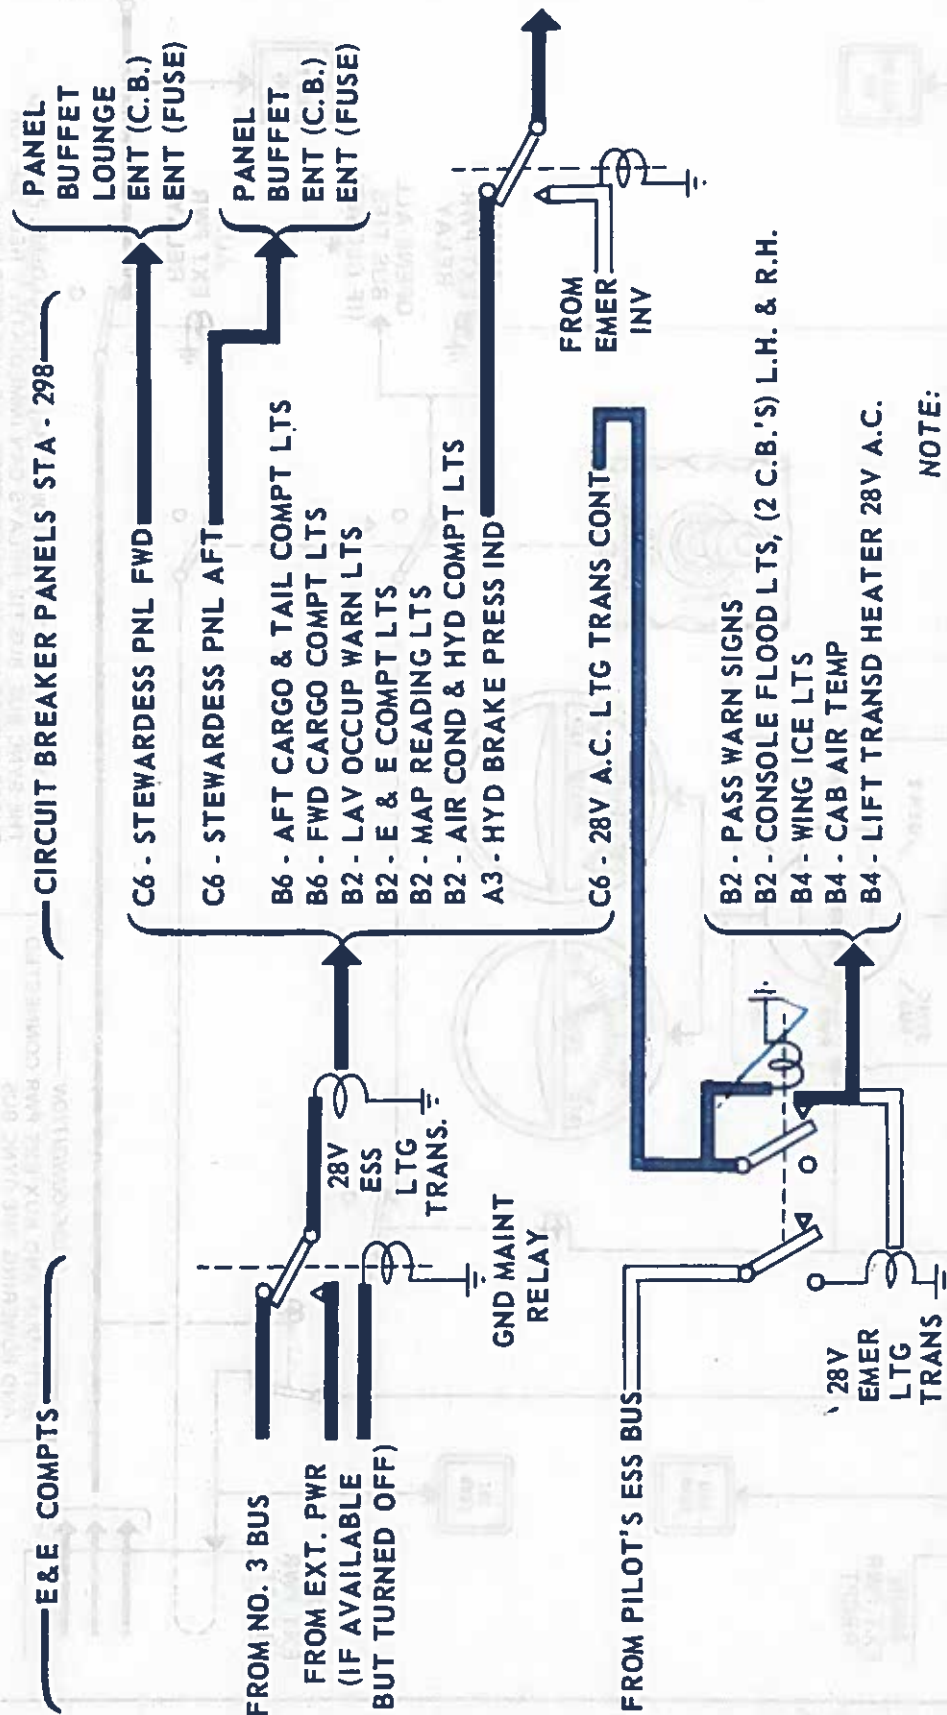 E&E COMPTS
CIRCUIT BREAKER PANELS STA - 298
FROM NO. 3 BUS
FROM EXT. PWR
(IF AVAILABLE
BUT TURNED OFF)
GND MAINT
RELAY
28V
ESS
LTG
TRANS.
C6 - STEWARDESS PNL FWD
PANEL
BUFFET
LOUNGE
ENT (C.B.)
ENT (FUSE)
C6 - STEWARDESS PNL AFT
PANEL
BUFFET
ENT (C.B.)
ENT (FUSE)
B6 - AFT CARGO & TAIL COMPT LTS
B6 - FWD CARGO COMPT LTS
B2 - LAV OCCUP WARN LTS
B2 - E & E COMPT LTS
B2 - MAP READING LTS
B2 - AIR COND & HYD COMPT LTS
A3 - HYD BRAKE PRESS IND
FROM
EMER
INV
C6 - 28V A.C. LTG TRANS CONT
FROM PILOT'S ESS BUS
28V
EMER
LTG
TRANS
B2 - PASS WARN SIGNS
B2 - CONSOLE FLOOD LTS, (2 C.B.'S) L.H. & R.H.
B4 - WING ICE LTS
B4 - CAB AIR TEMP
B4 - LIFT TRANSD HEATER 28V A.C.
NOTE: